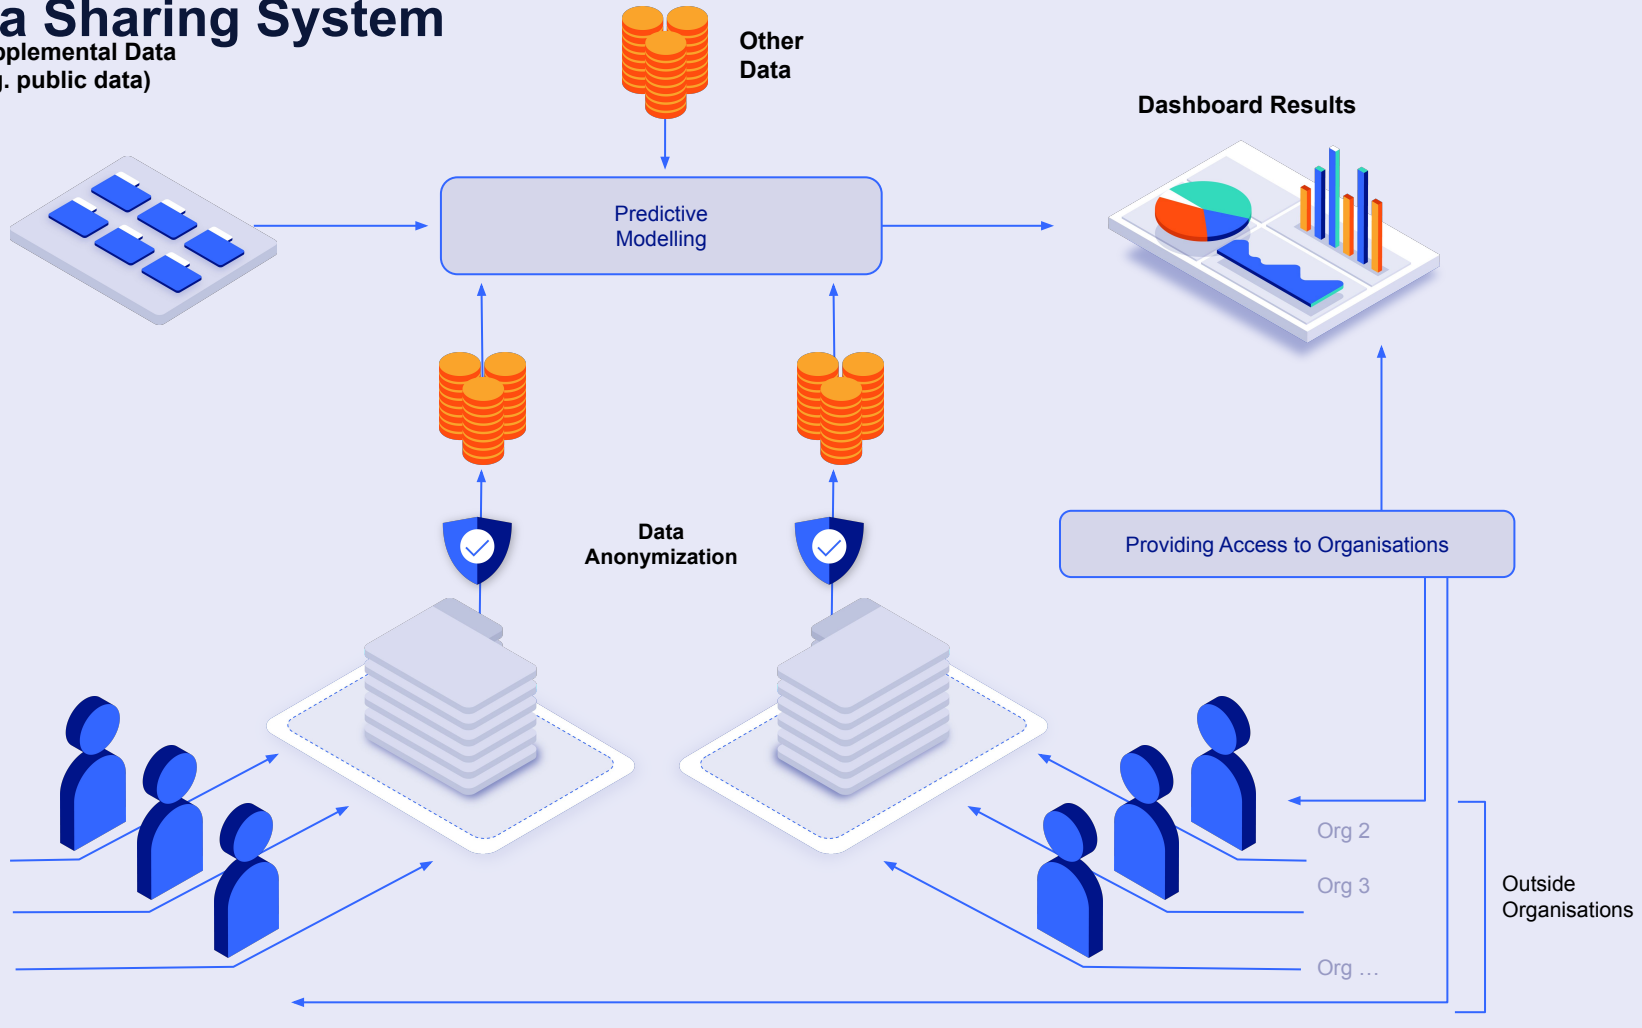 a Sharing System
pplemental Data
g. public data)
Other
Data
Dashboard Results
Predictive
Modelling
Data
Anonymization
Providing Access to Organisations
Org 2
Org 3
Org …
Outside
Organisations